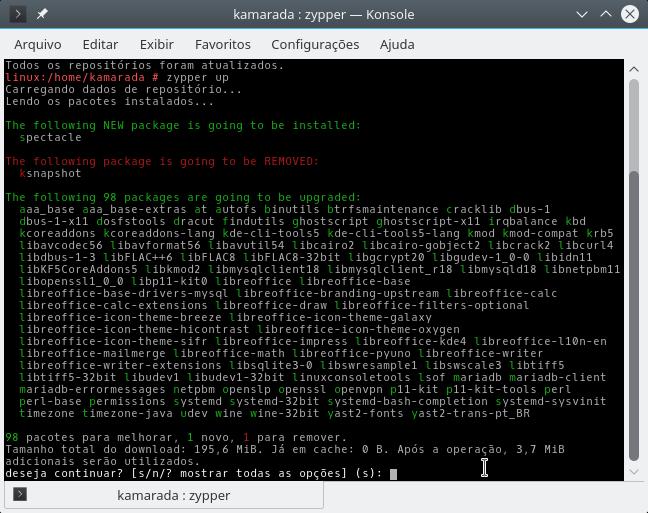 kamarada : zypper — Konsole
Arquivo Editar Exibir Favoritos Configurações Ajuda
Todos os repositórios foram atualizados.
linux:/home/kamarada # zypper up
Carregando dados de repositório...
Lendo os pacotes instalados...
The following NEW package is going to be installed:
spectacle
The following package is going to be REMOVED:
ksnapshot
The following 98 packages are going to be upgraded:
aaa_base aaa_base-extras at autofs binutils btrfsmaintenance cracklib dbus-1
dbus-1-x11 dosfstools dracut findutils ghostscript ghostscript-x11 irqbalance kbd
kcoreaddons kcoreaddons-lang kde-cli-tools5 kde-cli-tools5-lang kmod kmod-compat krb5
libavcodec56 libavformat56 libavutil54 libcairo2 libcairo-gobject2 libcrack2 libcurl4
libdbus-1-3 libFLAC++6 libFLAC8 libFLAC8-32bit libgcrypt20 libgudev-1_0-0 libidn11
libKF5CoreAddons5 libkmod2 libmysqlclient18 libmysqlclient_r18 libmysqld18 libnetpbm11
libopenssl1_0_0 libp11-kit0 libreoffice libreoffice-base
libreoffice-base-drivers-mysql libreoffice-branding-upstream libreoffice-calc
libreoffice-calc-extensions libreoffice-draw libreoffice-filters-optional
libreoffice-icon-theme-breeze libreoffice-icon-theme-galaxy
libreoffice-icon-theme-hicontrast libreoffice-icon-theme-oxygen
libreoffice-icon-theme-sifr libreoffice-impress libreoffice-kde4 libreoffice-l10n-en
libreoffice-mailmerge libreoffice-math libreoffice-pyuno libreoffice-writer
libreoffice-writer-extensions libsqlite3-0 libswresample1 libswscale3 libtiff5
libtiff5-32bit libudev1 libudev1-32bit linuxconsoletools lsof mariadb mariadb-client
mariadb-errormessages netpbm openslp openssl openvpn p11-kit p11-kit-tools perl
perl-base permissions systemd systemd-32bit systemd-bash-completion systemd-sysvinit
timezone timezone-java udev wine wine-32bit yast2-fonts yast2-trans-pt_BR
98 pacotes para melhorar, 1 novo, 1 para remover.
Tamanho total do download: 195,6 MiB. Já em cache: 0 B. Após a operação, 3,7 MiB
adicionais serão utilizados.
deseja continuar? [s/n/? mostrar todas as opções] (s):
kamarada : zypper